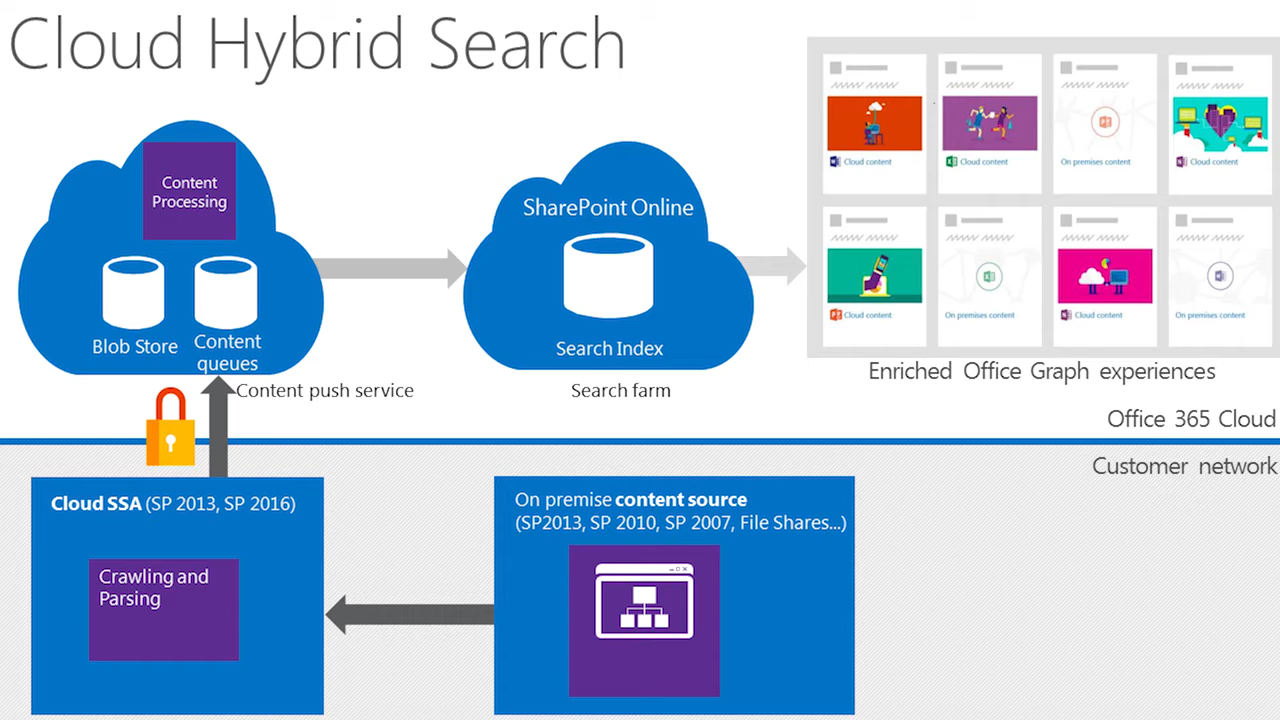 Cloud Hybrid Search
Content
Processing
Blob Store
Content
queues
Content push service
SharePoint Online
Search Index
Search farm
Cloud content
Cloud content
On premises content
Cloud content
Cloud content
On premises content
Cloud content
On premises content
Enriched Office Graph experiences
Office 365 Cloud
Customer network
Cloud SSA (SP 2013, SP 2016)
Crawling and
Parsing
On premise content source
(SP2013, SP 2010, SP 2007, File Shares...)